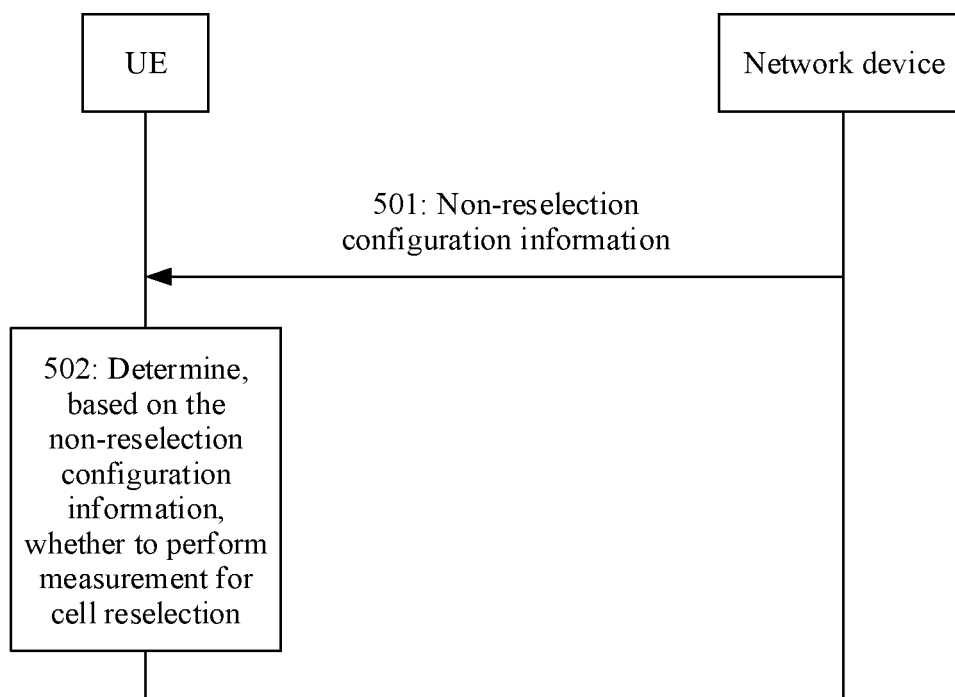 UE
Network device
501: Non-reselection
configuration information
502: Determine,
based on the
non-reselection
configuration
information,
whether to perform
measurement for
cell reselection